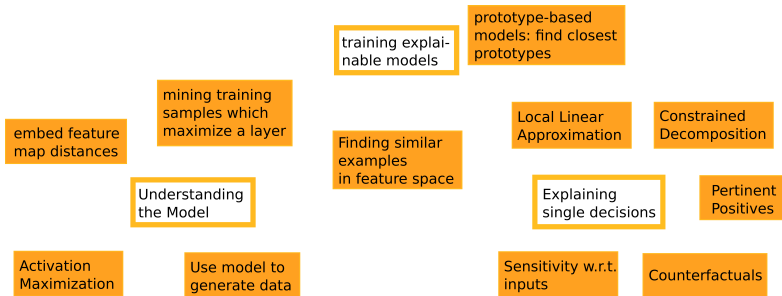 prototype-based
models: find closest
prototypes
training explai-
nable models
mining training
samples which
maximize a layer
Local Linear
Approximation
Constrained
Decomposition
embed feature
map distances
Finding similar
examples
in feature space
Understanding
the Model
Explaining
single decisions
Pertinent
Positives
Activation
Maximization
Use model to
generate data
Sensitivity w.r.t.
inputs
Counterfactuals